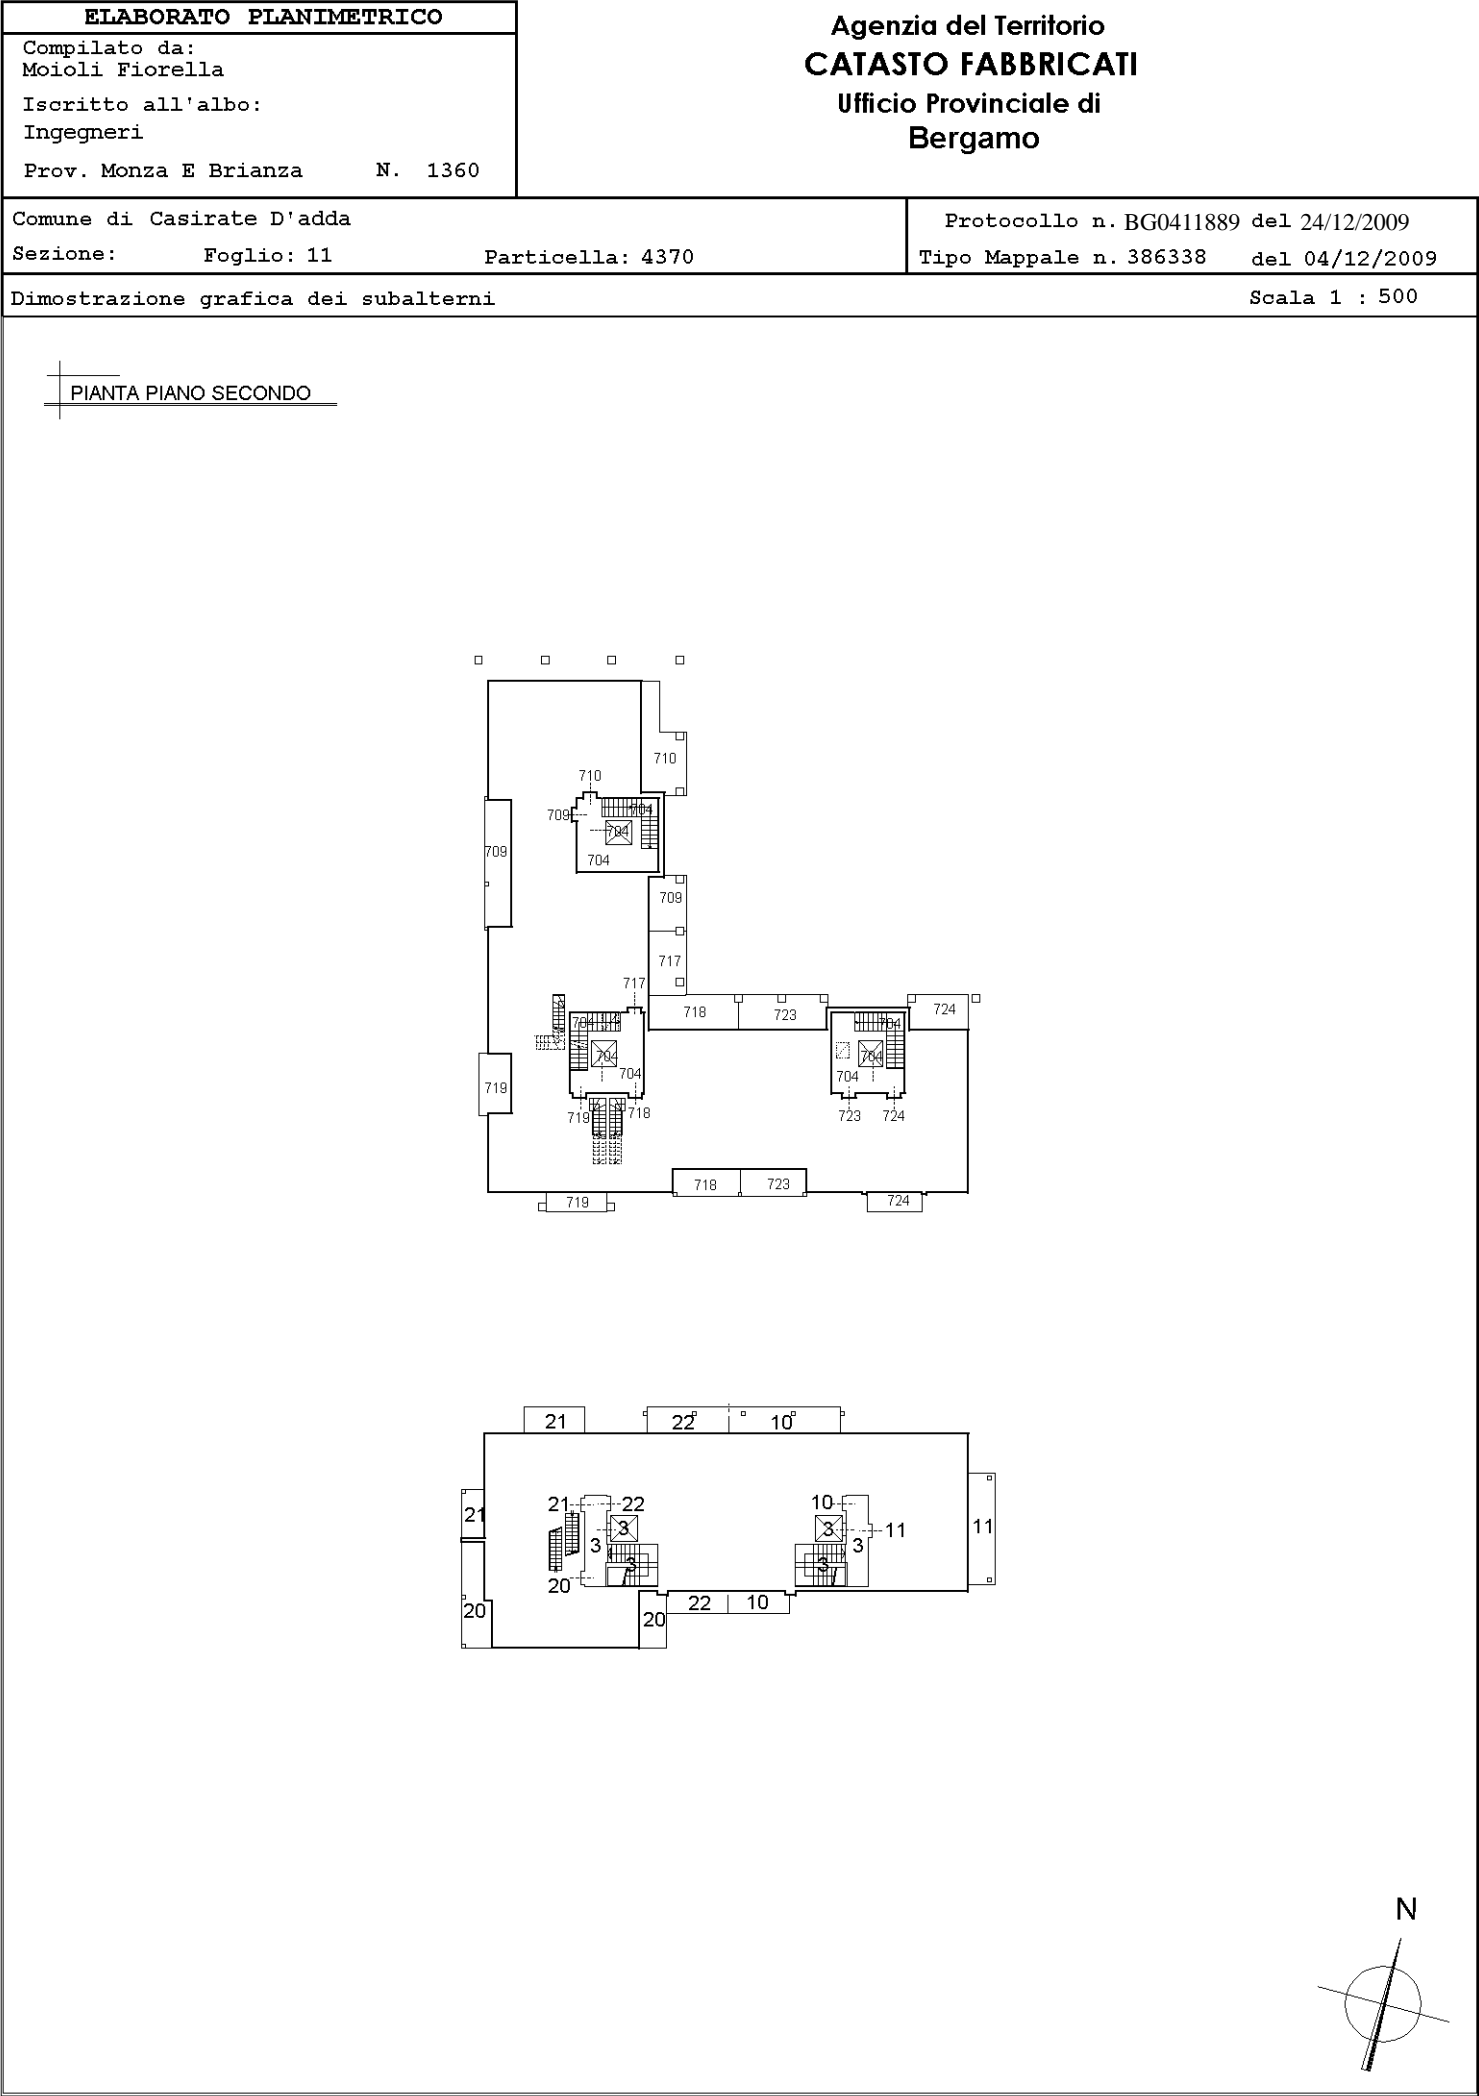 ELABORATO PLANIMETRICO
Compilato da:
Moioli Fiorella
Iscritto all'albo:
Ingegneri
Prov. Monza E Brianza N. 1360
Agenzia del Territorio
CATASTO FABBRICATI
Ufficio Provinciale di
Bergamo
Comune di Casirate D'adda
Sezione: Foglio: 11 Particella: 4370
Protocollo n. BG0411889 del 24/12/2009
Tipo Mappale n. 386338 del 04/12/2009
Dimostrazione grafica dei subalterni Scala 1 : 500
PIANTA PIANO SECONDO
710
710
709 704
704
709 704
709
717
717
718 723 724
704 704
704 704
704 704
719
719 718 723 724
718 723
719 724
21 22 10
21 21 22 10
3 3 11 11
3 3
3 3
20
20 20 22 10
N